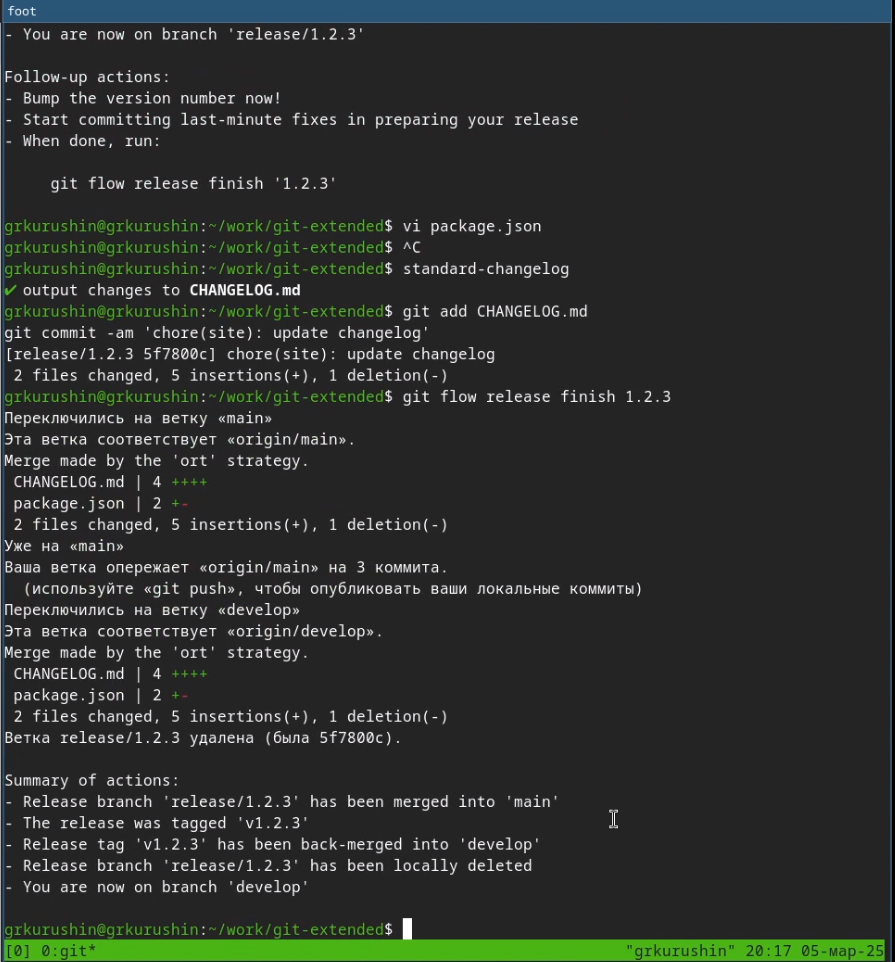 foot
- You are now on branch 'release/1.2.3'
Follow-up actions:
- Bump the version number now!
- Start committing last-minute fixes in preparing your release
- When done, run:
git flow release finish '1.2.3'
grkurushin@grkurushin:~/work/git-extended$ vi package.json
grkurushin@grkurushin:~/work/git-extended$ ^C
grkurushin@grkurushin:~/work/git-extended$ standard-changelog
✔ output changes to CHANGELOG.md
grkurushin@grkurushin:~/work/git-extended$ git add CHANGELOG.md
git commit -am 'chore(site): update changelog'
[release/1.2.3 5f7800c] chore(site): update changelog
2 files changed, 5 insertions(+), 1 deletion(-)
grkurushin@grkurushin:~/work/git-extended$ git flow release finish 1.2.3
Переключились на ветку «main»
Эта ветка соответствует «origin/main».
Merge made by the 'ort' strategy.
CHANGELOG.md | 4 ++++
package.json | 2 +-
2 files changed, 5 insertions(+), 1 deletion(-)
Уже на «main»
Ваша ветка опережает «origin/main» на 3 коммита.
(используйте «git push», чтобы опубликовать ваши локальные коммиты)
Переключились на ветку «develop»
Эта ветка соответствует «origin/develop».
Merge made by the 'ort' strategy.
CHANGELOG.md | 4 ++++
package.json | 2 +-
2 files changed, 5 insertions(+), 1 deletion(-)
Ветка release/1.2.3 удалена (была 5f7800c).
Summary of actions:
- Release branch 'release/1.2.3' has been merged into 'main'
- The release was tagged 'v1.2.3'
- Release tag 'v1.2.3' has been back-merged into 'develop'
- Release branch 'release/1.2.3' has been locally deleted
- You are now on branch 'develop'
grkurushin@grkurushin:~/work/git-extended$
[0] 0:git* "grkurushin" 20:17 05-мар-25